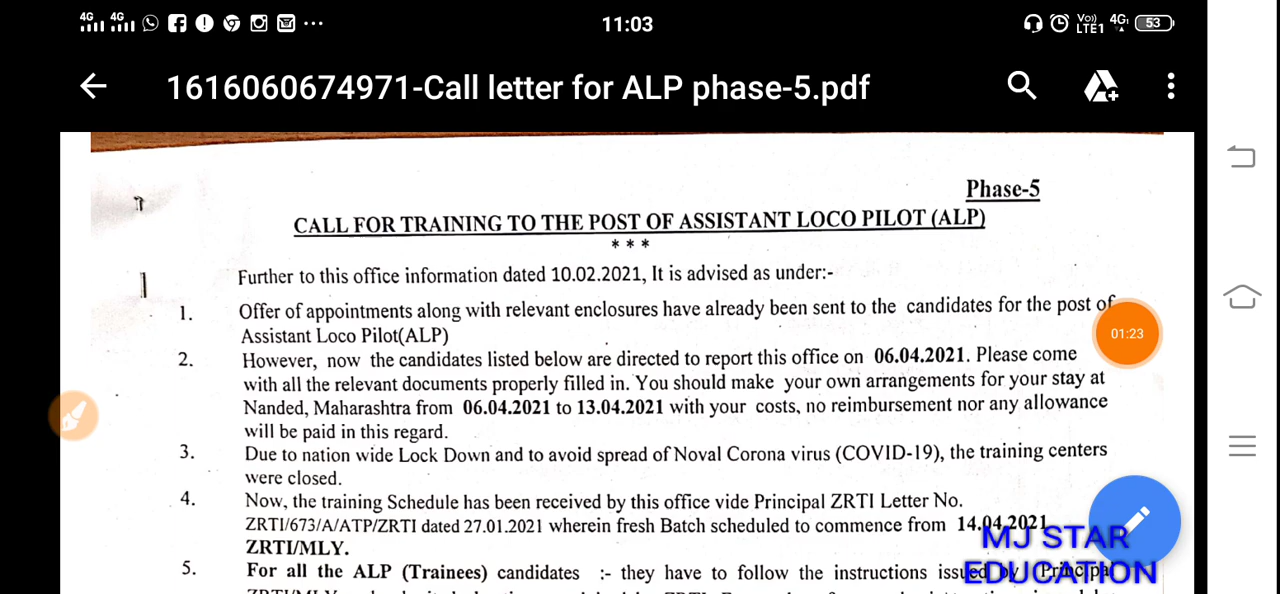 4G 4G 11:03 Vo)) LTE1 4G 53
1616060674971-Call letter for ALP phase-5.pdf
Phase-5
CALL FOR TRAINING TO THE POST OF ASSISTANT LOCO PILOT (ALP)
* * *
Further to this office information dated 10.02.2021, It is advised as under:-
1. Offer of appointments along with relevant enclosures have already been sent to the candidates for the post of
Assistant Loco Pilot(ALP)
01:23
2. However, now the candidates listed below are directed to report this office on 06.04.2021. Please come
with all the relevant documents properly filled in. You should make your own arrangements for your stay at
Nanded, Maharashtra from 06.04.2021 to 13.04.2021 with your costs, no reimbursement nor any allowance
will be paid in this regard.
3. Due to nation wide Lock Down and to avoid spread of Noval Corona virus (COVID-19), the training centers
were closed.
4. Now, the training Schedule has been received by this office vide Principal ZRTI Letter No.
ZRTI/673/A/ATP/ZRTI dated 27.01.2021 wherein fresh Batch scheduled to commence from 14.04.2021
MJ STAR
ZRTI/MLY.
5. For all the ALP (Trainees) candidates :- they have to follow the instructions issued by Principal
EDUCATION